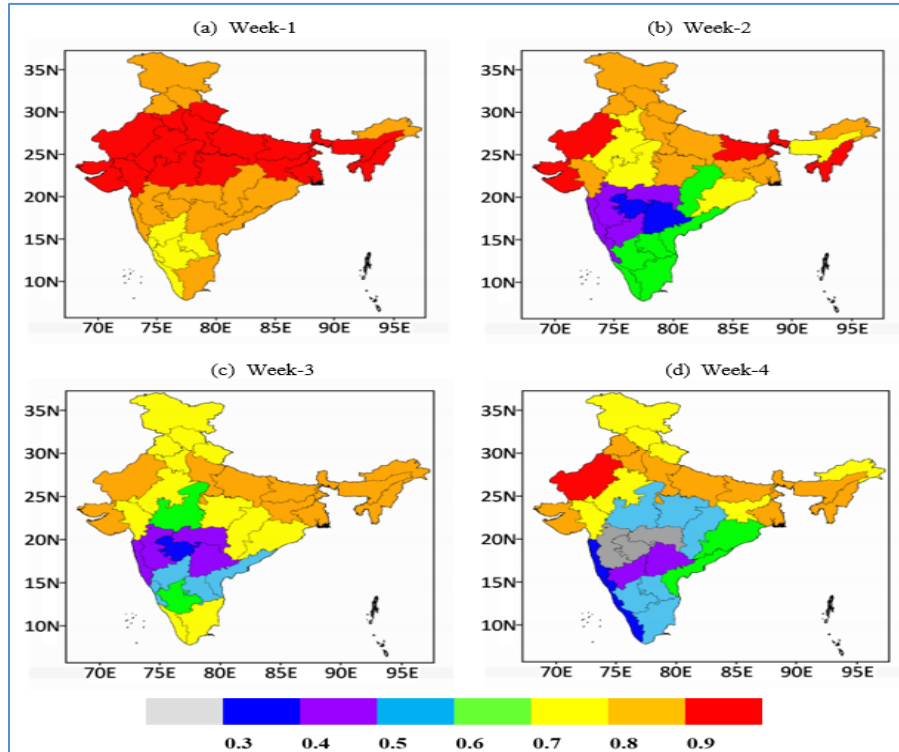 (a) Week-1
(b) Week-2
35N
30N
25N
20N
15N
10N
70E 75E 80E 85E 90E 95E
35N
30N
25N
20N
15N
10N
70E 75E 80E 85E 90E 95E
(c) Week-3
(d) Week-4
35N
30N
25N
20N
15N
10N
70E 75E 80E 85E 90E 95E
35N
30N
25N
20N
15N
10N
70E 75E 80E 85E 90E 95E
0.3 0.4 0.5 0.6 0.7 0.8 0.9